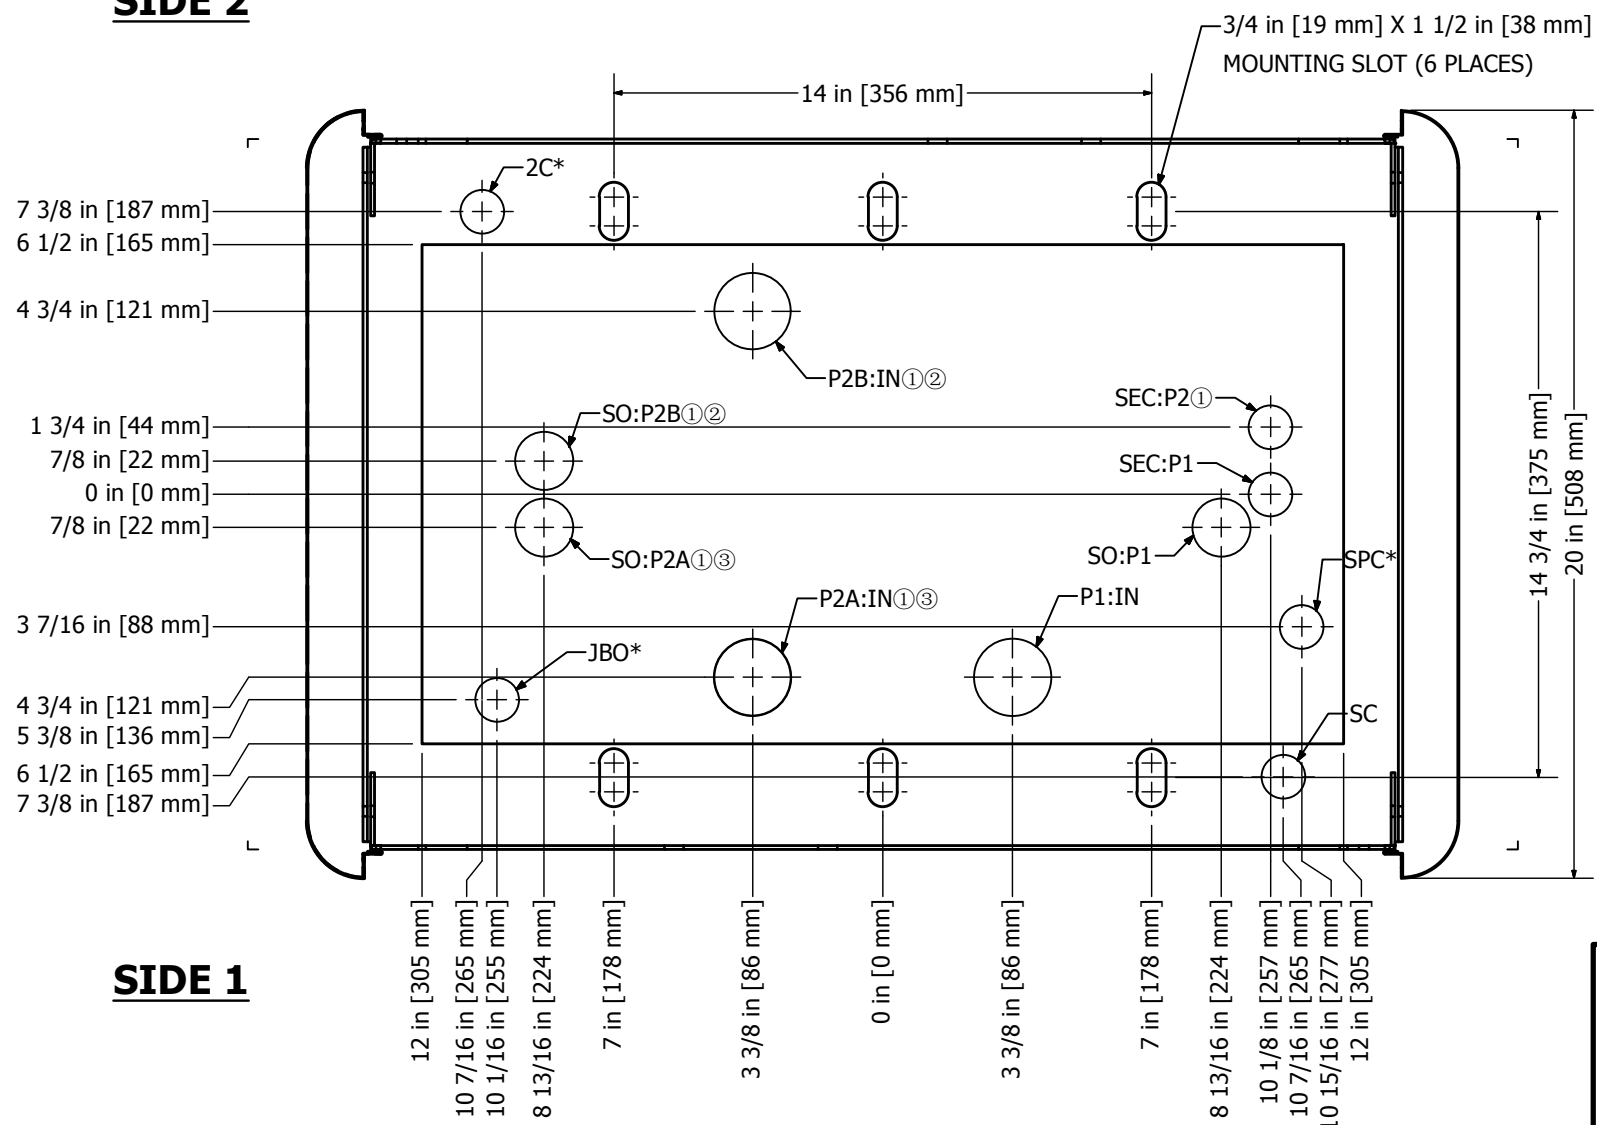 SIDE 2
3/4 in [19 mm] X 1 1/2 in [38 mm]
MOUNTING SLOT (6 PLACES)
14 in [356 mm]
2C*
7 3/8 in [187 mm]
6 1/2 in [165 mm]
4 3/4 in [121 mm]
P2B:IN①②
SEC:P2①
SO:P2B①②
1 3/4 in [44 mm]
7/8 in [22 mm]
SEC:P1
0 in [0 mm]
7/8 in [22 mm]
SO:P2A①③
SO:P1
SPC*
14 3/4 in [375 mm]
20 in [508 mm]
P2A:IN①③
P1:IN
3 7/16 in [88 mm]
JBO*
4 3/4 in [121 mm]
5 3/8 in [136 mm]
SC
6 1/2 in [165 mm]
7 3/8 in [187 mm]
SIDE 1
12 in [305 mm]
10 7/16 in [265 mm]
10 1/16 in [255 mm]
8 13/16 in [224 mm]
7 in [178 mm]
3 3/8 in [86 mm]
0 in [0 mm]
3 3/8 in [86 mm]
7 in [178 mm]
8 13/16 in [224 mm]
10 1/8 in [257 mm]
10 7/16 in [265 mm]
10 15/16 in [277 mm]
12 in [305 mm]